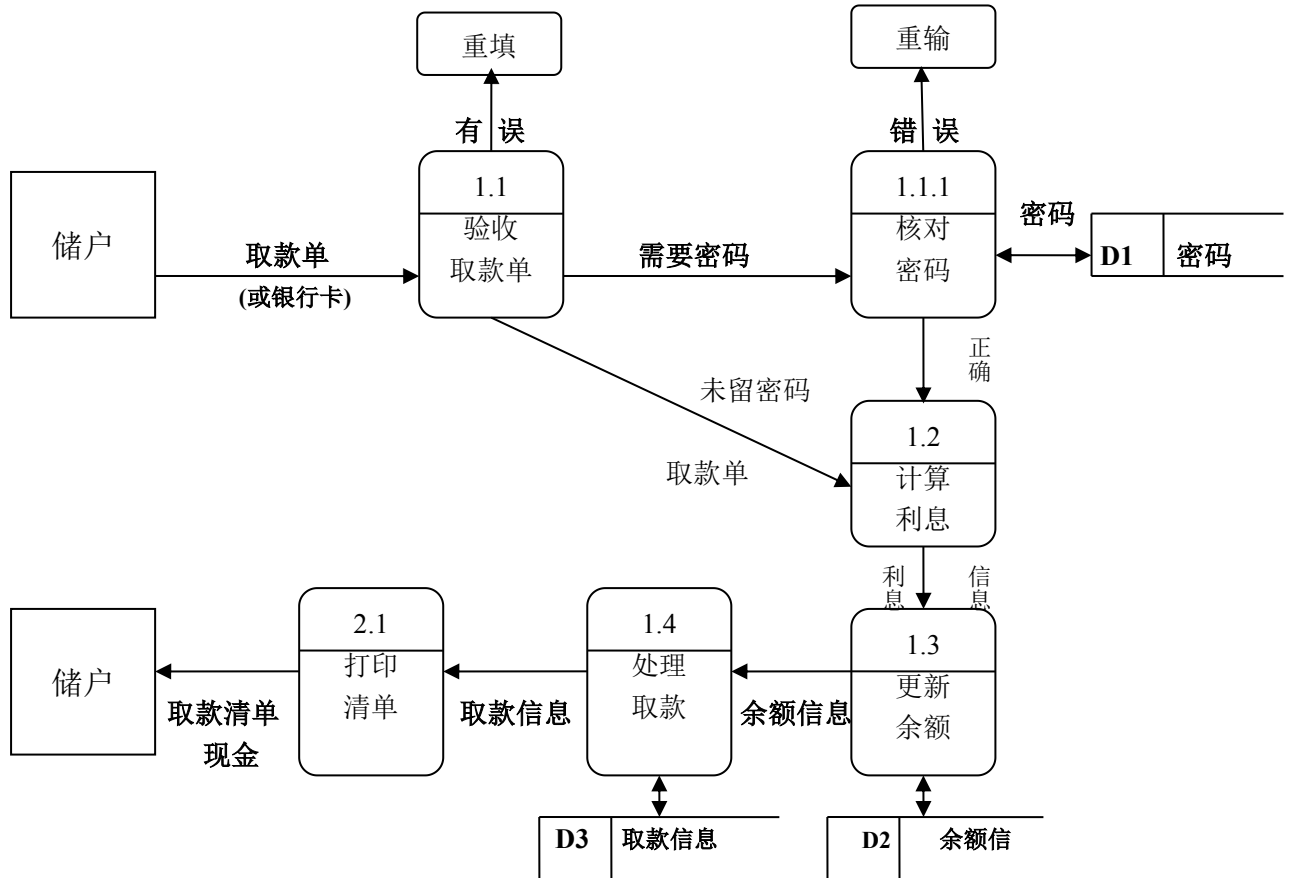 重填
重输
有 误
错 误
1.1
验收
取款单
1.1.1
核对
密码
储户
取款单
(或银行卡)
需要密码
密码
D1
密码
正
确
未留密码
取款单
1.2
计算
利息
利
息
信
息
储户
取款清单
现金
2.1
打印
清单
取款信息
1.4
处理
取款
余额信息
1.3
更新
余额
D3
取款信息
D2
余额信